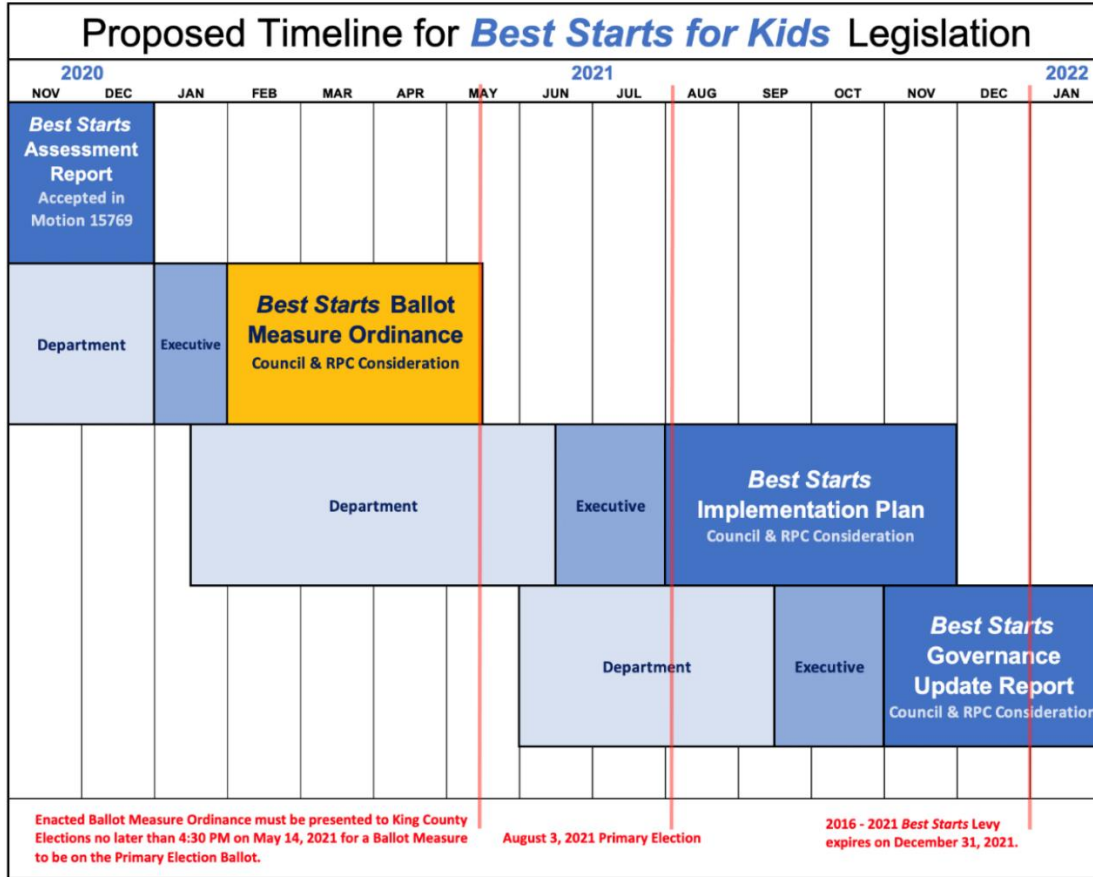 Proposed Timeline for Best Starts for Kids Legislation
2020 2021 2022
NOV DEC JAN FEB MAR APR MAY JUN JUL AUG SEP OCT NOV DEC JAN
Best Starts
Assessment
Report
Accepted in
Motion 15769
Department
Executive
Best Starts Ballot
Measure Ordinance
Council & RPC Consideration
Department
Executive
Best Starts
Implementation Plan
Council & RPC Consideration
Department
Executive
Best Starts
Governance
Update Report
Council & RPC Consideration
Enacted Ballot Measure Ordinance must be presented to King County
Elections no later than 4:30 PM on May 14, 2021 for a Ballot Measure
to be on the Primary Election Ballot.
August 3, 2021 Primary Election
2016 - 2021 Best Starts Levy
expires on December 31, 2021.